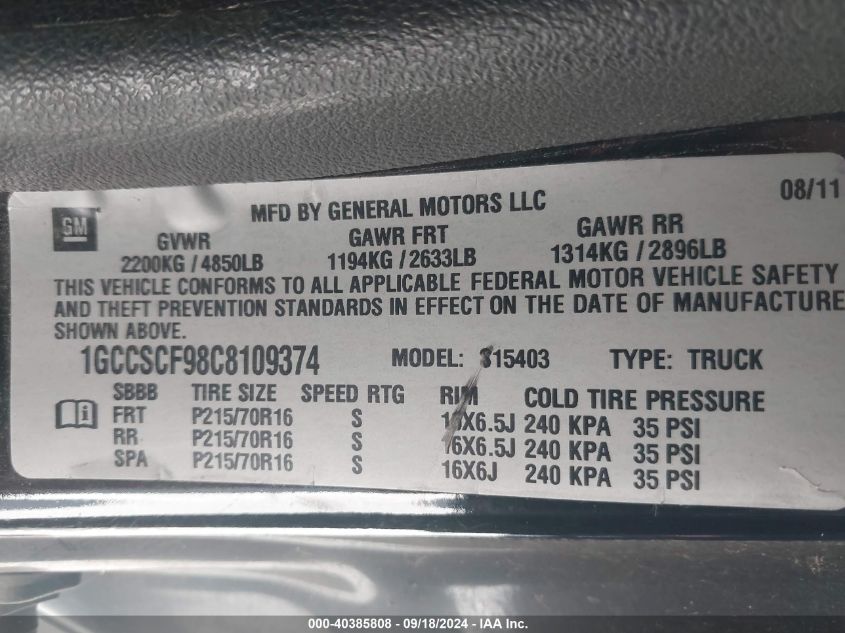 08/11
GM
MFD BY GENERAL MOTORS LLC
GVWR GAWR FRT GAWR RR
2200KG / 4850LB 1194KG / 2633LB 1314KG / 2896LB
THIS VEHICLE CONFORMS TO ALL APPLICABLE FEDERAL MOTOR VEHICLE SAFETY
AND THEFT PREVENTION STANDARDS IN EFFECT ON THE DATE OF MANUFACTURE
SHOWN ABOVE.
1GCCSCF98C8109374 MODEL: S15403 TYPE: TRUCK
SBBB TIRE SIZE SPEED RTG RIM COLD TIRE PRESSURE
FRT P215/70R16 S 16X6.5J 240 KPA 35 PSI
RR P215/70R16 S 16X6.5J 240 KPA 35 PSI
SPA P215/70R16 S 16X6J 240 KPA 35 PSI
000-40385808 - 09/18/2024 - IAA Inc.